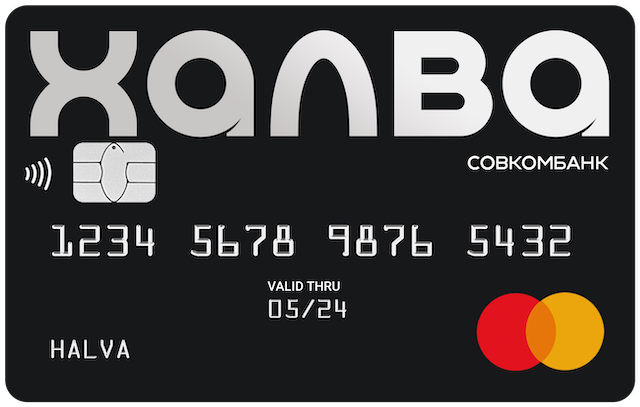 ХАЛВА
СОВКОМБАНК
1234 5678 9876 5432
VALID THRU
05/24
HALVA